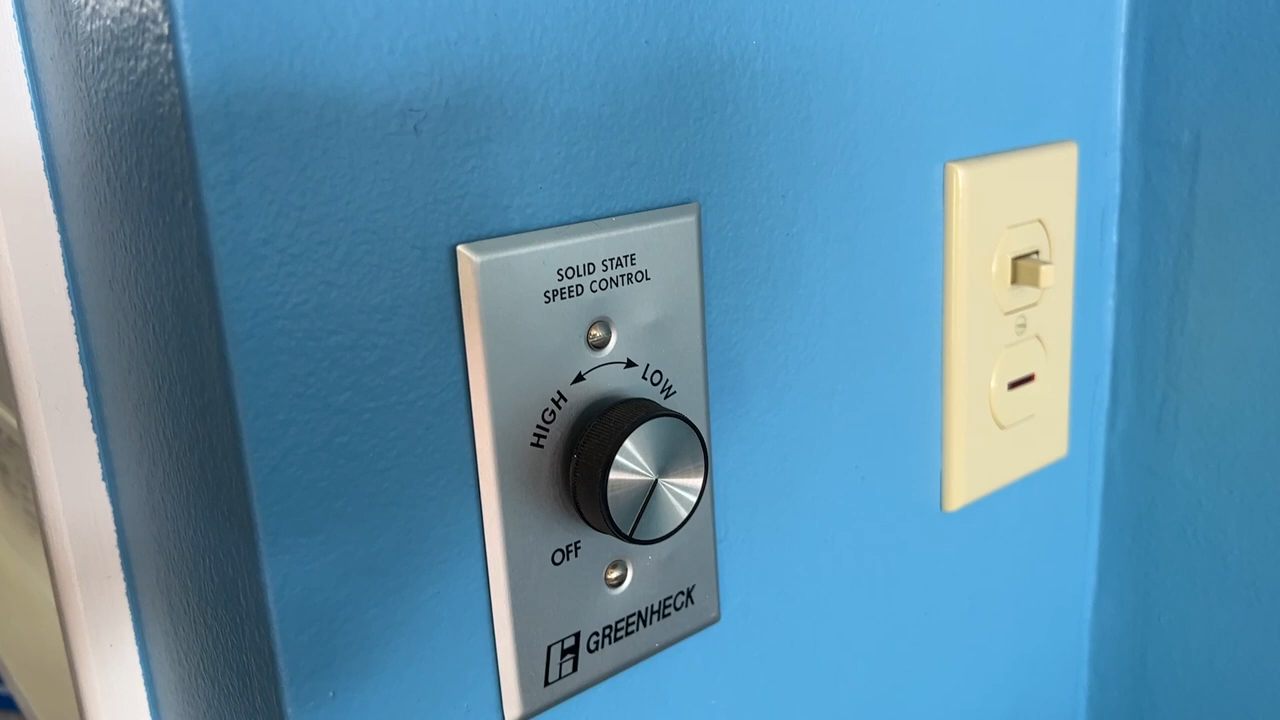 SOLID STATE
SPEED CONTROL
HIGH LOW
OFF
GREENHECK